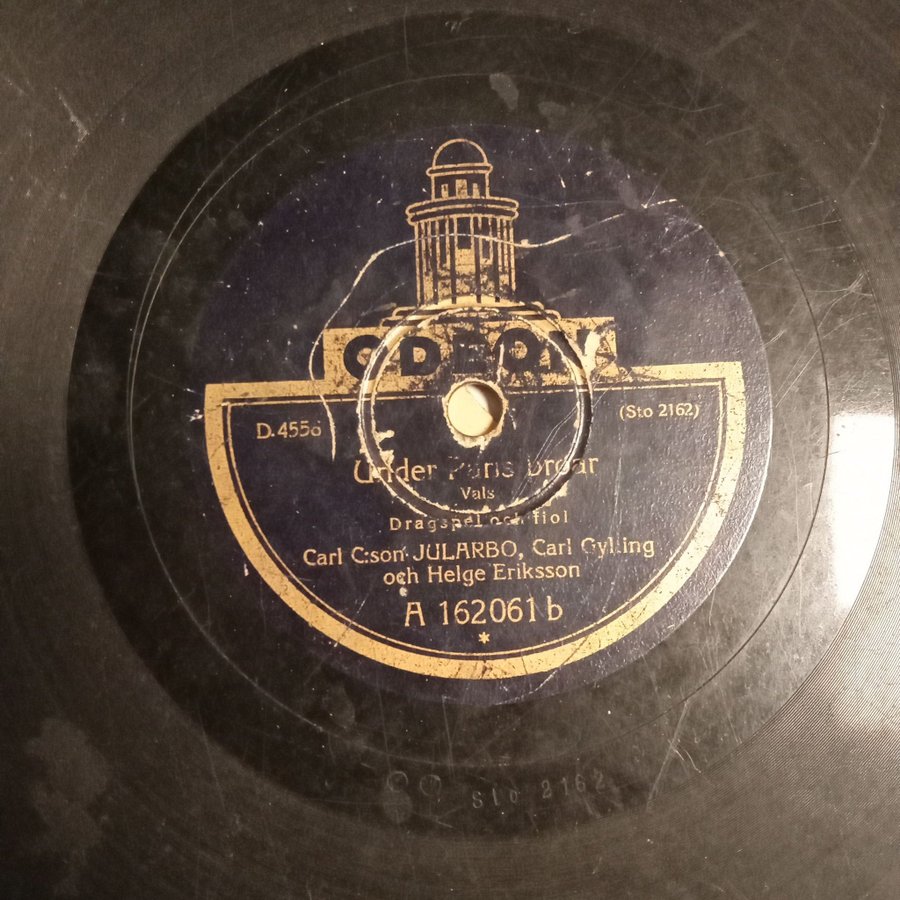 ODEON
D. 4556
(Sto 2162)
Under Paris broar
Vals
Dragspel och fiol
Carl C:son JULARBO, Carl Gylling
och Helge Eriksson
A 162061 b
*
Sto 2162